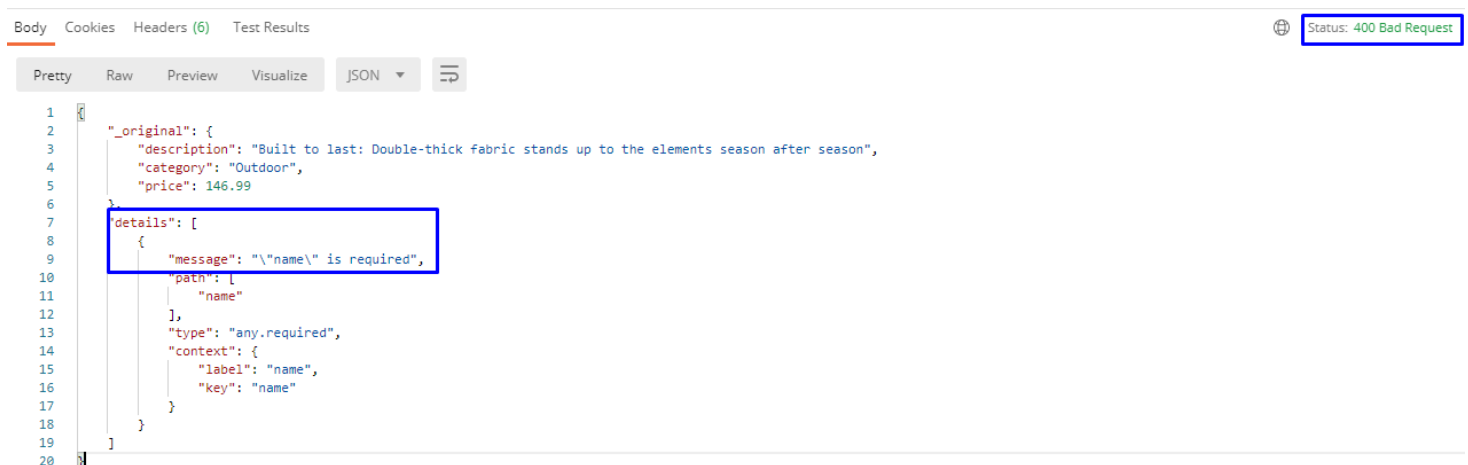 Body Cookies Headers (6) Test Results Status: 400 Bad Request
Pretty Raw Preview Visualize JSON
1 {
2 "_original": {
3 "description": "Built to last: Double-thick fabric stands up to the elements season after season",
4 "category": "Outdoor",
5 "price": 146.99
6 },
7 "details": [
8 {
9 "message": "\"name\" is required",
10 "path": [
11 "name"
12 ],
13 "type": "any.required",
14 "context": {
15 "label": "name",
16 "key": "name"
17 }
18 }
19 ]
20 }